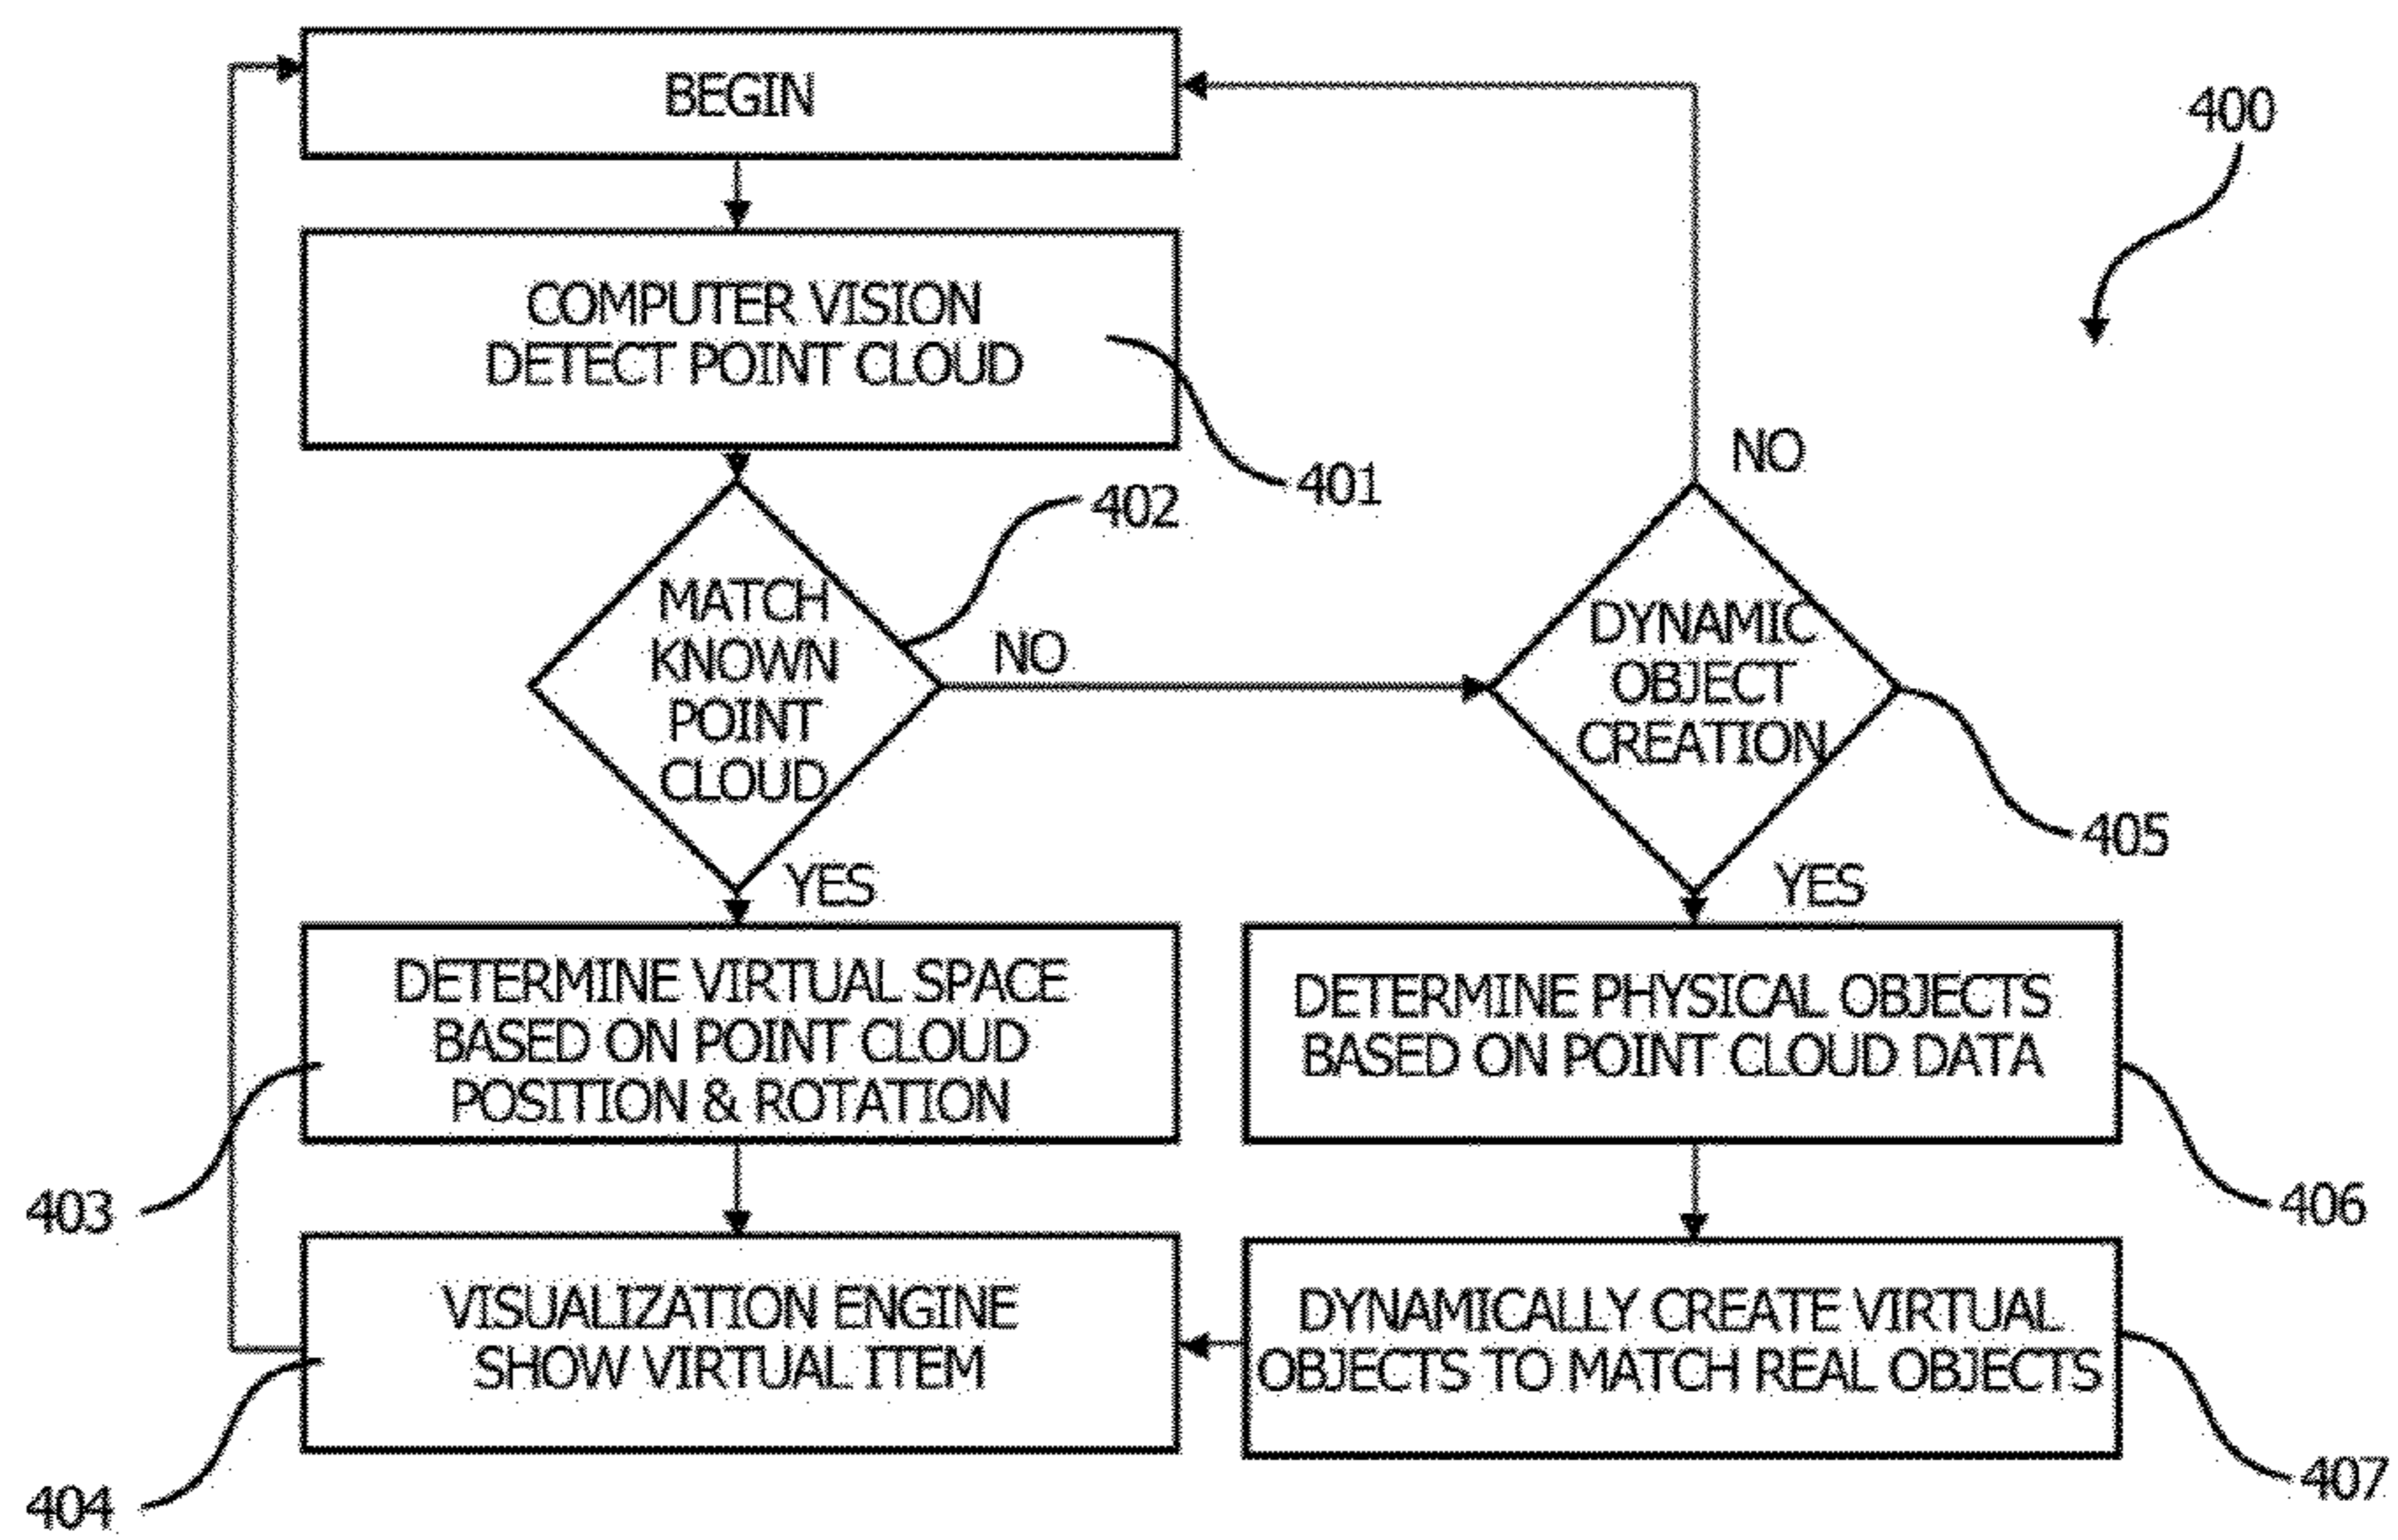 BEGIN
400
COMPUTER VISION
DETECT POINT CLOUD
401
402
MATCH
KNOWN
POINT
CLOUD
NO
YES
NO
DYNAMIC
OBJECT
CREATION
405
YES
DETERMINE VIRTUAL SPACE
BASED ON POINT CLOUD
POSITION & ROTATION
403
DETERMINE PHYSICAL OBJECTS
BASED ON POINT CLOUD DATA
406
VISUALIZATION ENGINE
SHOW VIRTUAL ITEM
404
DYNAMICALLY CREATE VIRTUAL
OBJECTS TO MATCH REAL OBJECTS
407